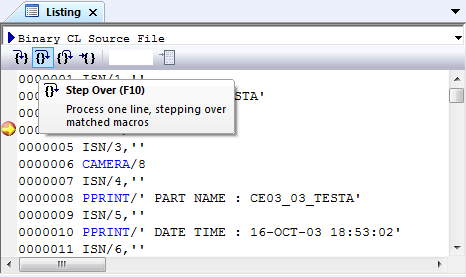 Listing
Binary CL Source File
0000001 ISN/1,''
Step Over (F10)
STA'
Process one line, stepping over
matched macros
0000005 ISN/3,''
0000006 CAMERA/8
0000007 ISN/4,''
0000008 PPRINT/' PART NAME : CE03_03_TESTA'
0000009 ISN/5,''
0000010 PPRINT/' DATE TIME : 16-OCT-03 18:53:02'
0000011 ISN/6,''